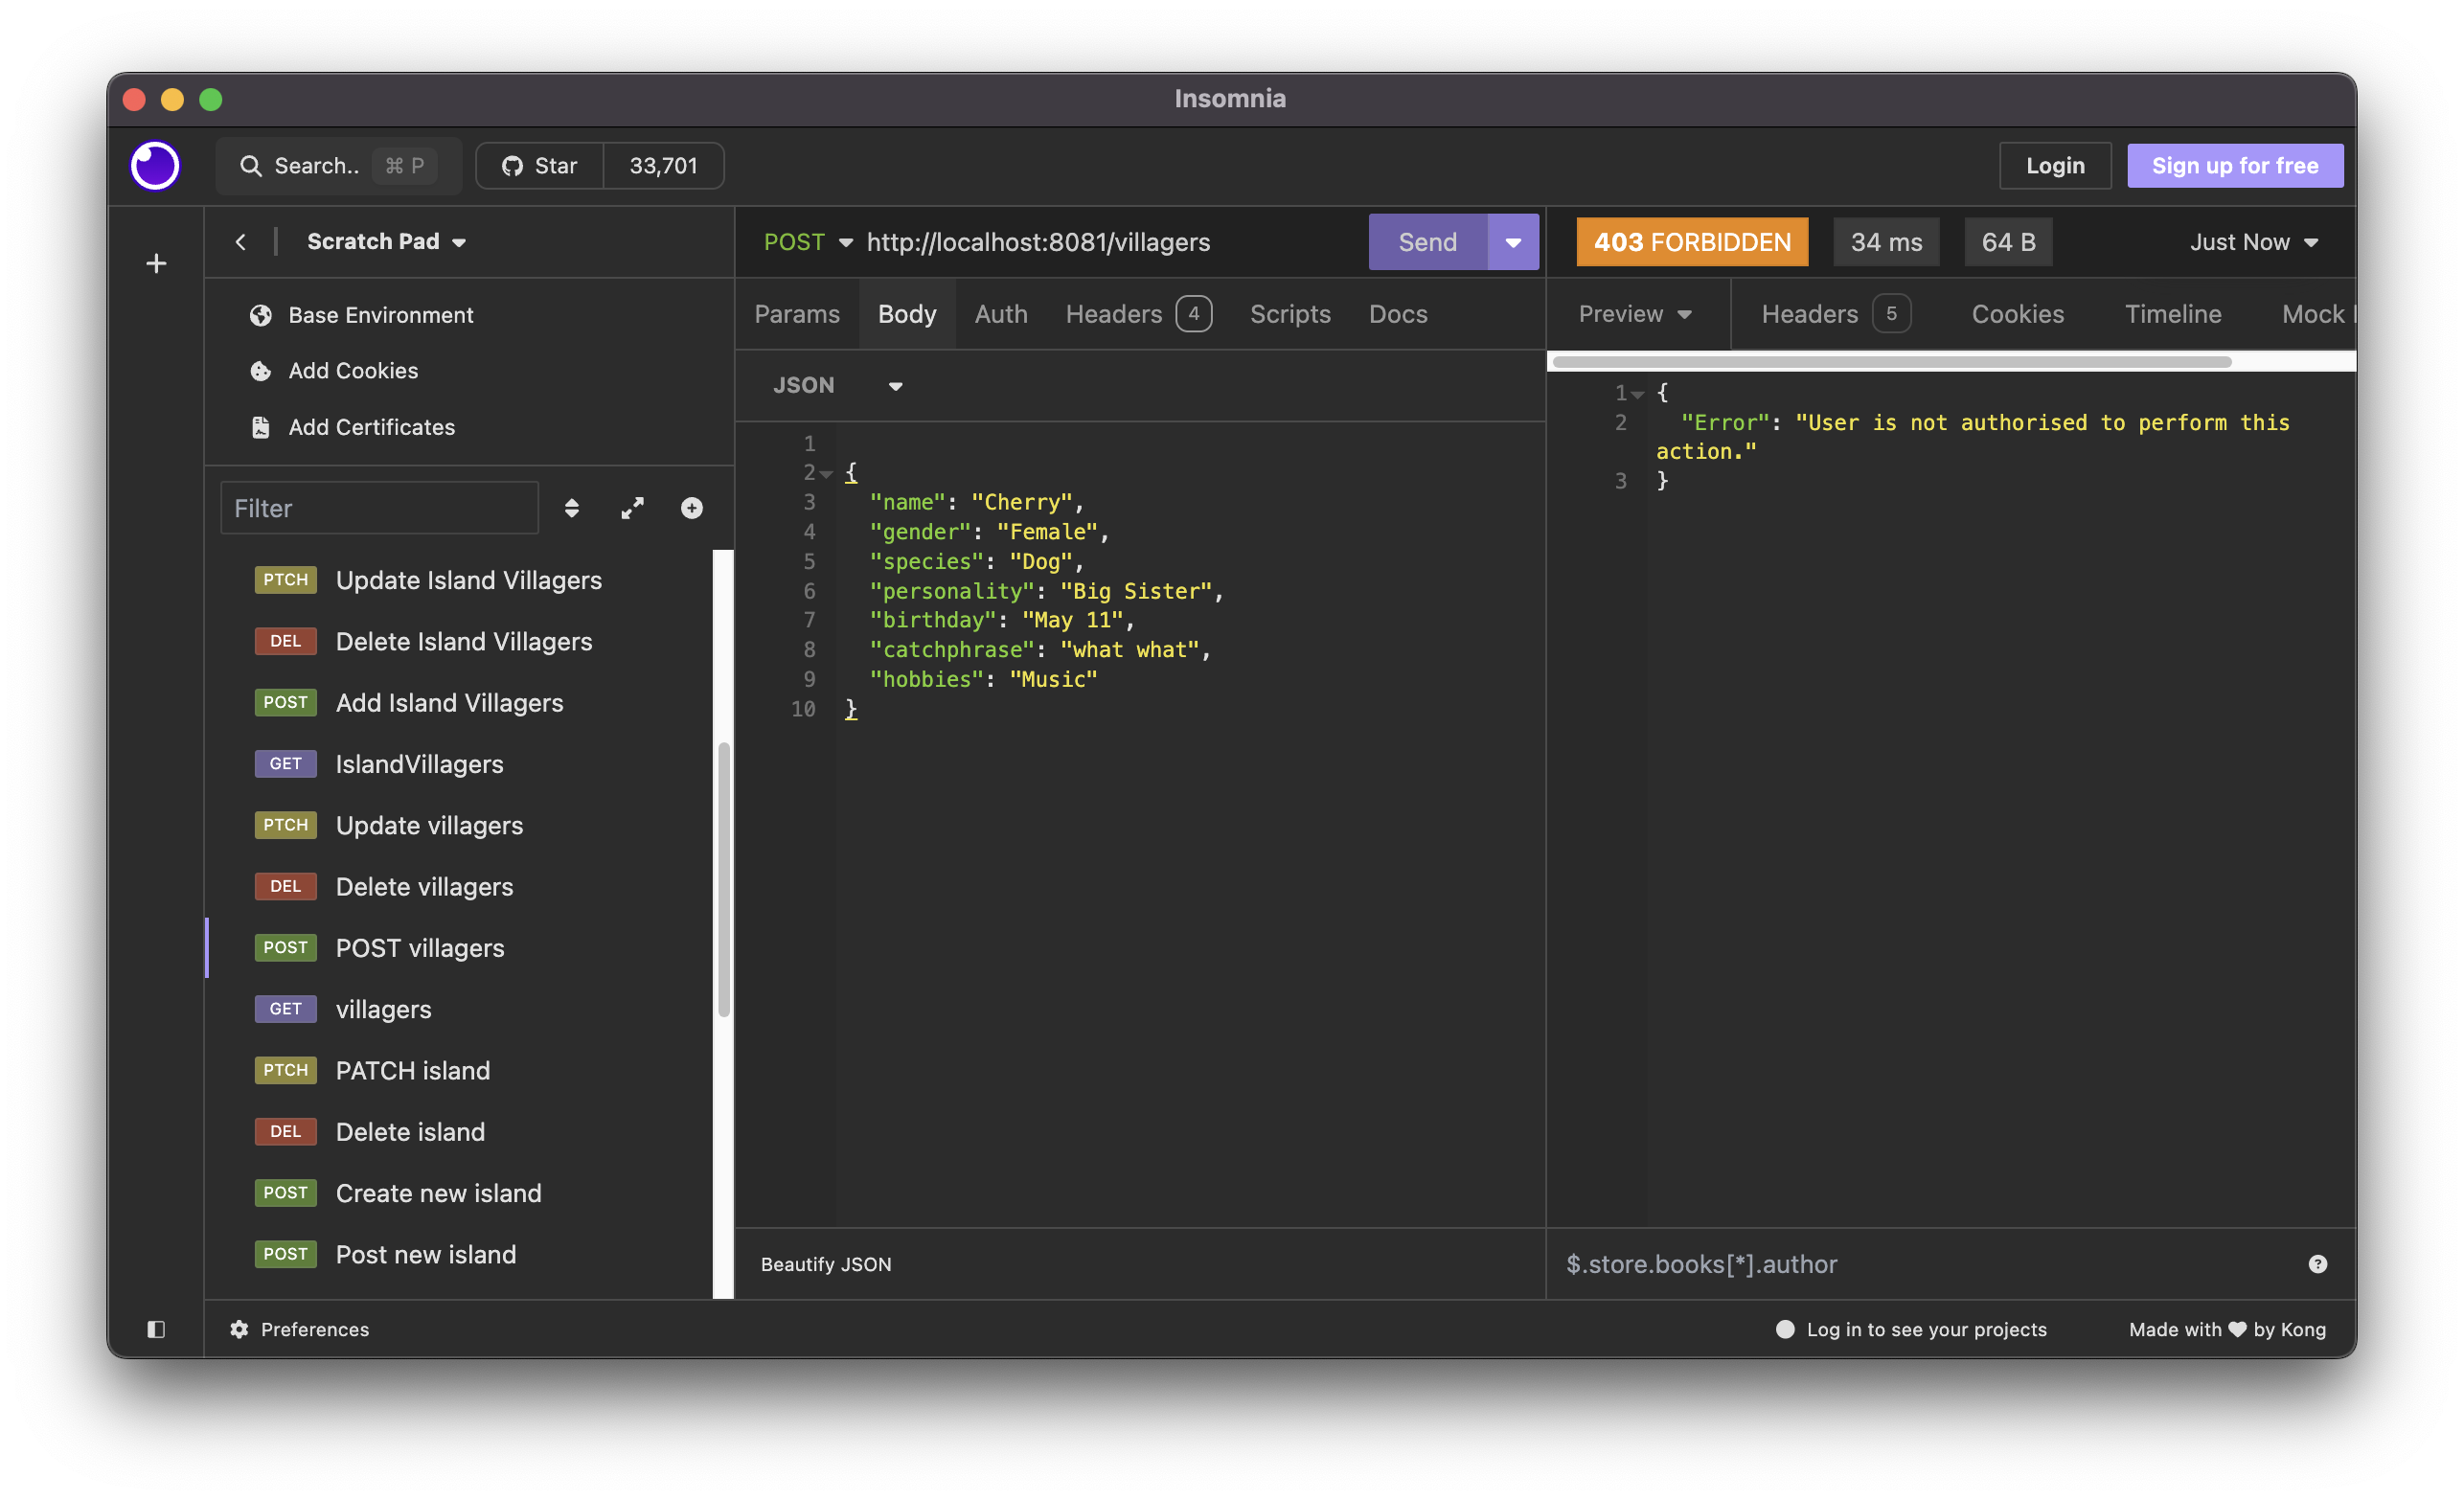 Insomnia
Search.. ⌘ P
Star 33,701
Login
Sign up for free
Scratch Pad
Base Environment
Add Cookies
Add Certificates
Filter
PTCH Update Island Villagers
DEL Delete Island Villagers
POST Add Island Villagers
GET IslandVillagers
PTCH Update villagers
DEL Delete villagers
POST POST villagers
GET villagers
PTCH PATCH island
DEL Delete island
POST Create new island
POST Post new island
POST http://localhost:8081/villagers Send
Params Body Auth Headers 4 Scripts Docs
JSON
1
2 {
3 "name": "Cherry",
4 "gender": "Female",
5 "species": "Dog",
6 "personality": "Big Sister",
7 "birthday": "May 11",
8 "catchphrase": "what what",
9 "hobbies": "Music"
10 }
Beautify JSON
403 FORBIDDEN 34 ms 64 B Just Now
Preview Headers 5 Cookies Timeline Mock
1 {
2 "Error": "User is not authorised to perform this
action."
3 }
$.store.books[*].author
Preferences
Log in to see your projects
Made with ♥ by Kong